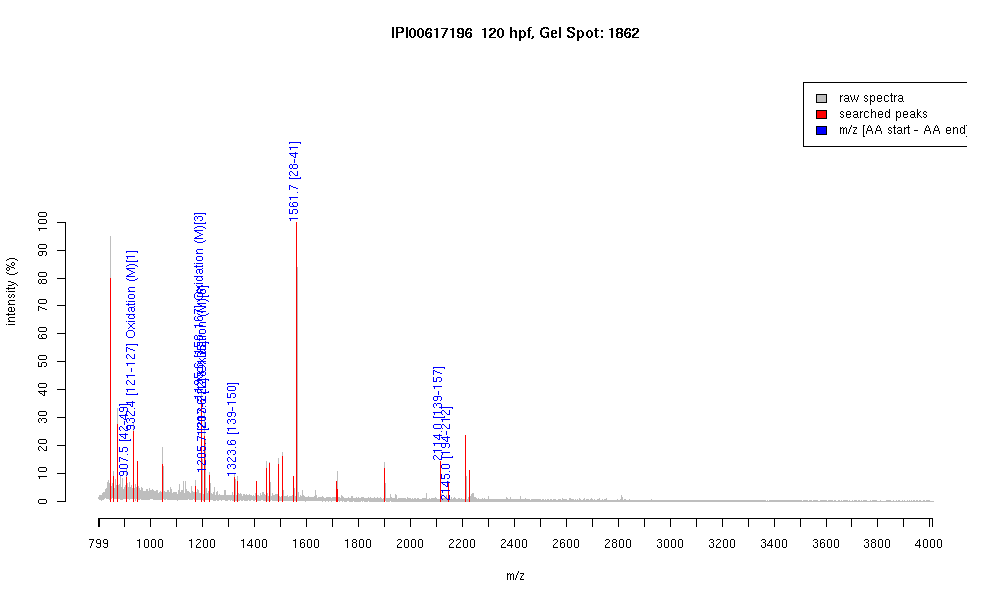 IPI00617196 120 hpf, Gel Spot: 1862
raw spectra
searched peaks
m/z [AA start - AA end]
intensity (%)
100
90
80
70
60
50
40
30
20
10
0
907.5 [42-49]
932.4 [121-127] Oxidation (M)[1]
Oxidation (M)[3]
1323.6 [139-150]
1561.7 [28-41]
2114.0 [139-157]
2145.0 [194-212]
799 1000 1200 1400 1600 1800 2000 2200 2400 2600 2800 3000 3200 3400 3600 3800 4000
m/z